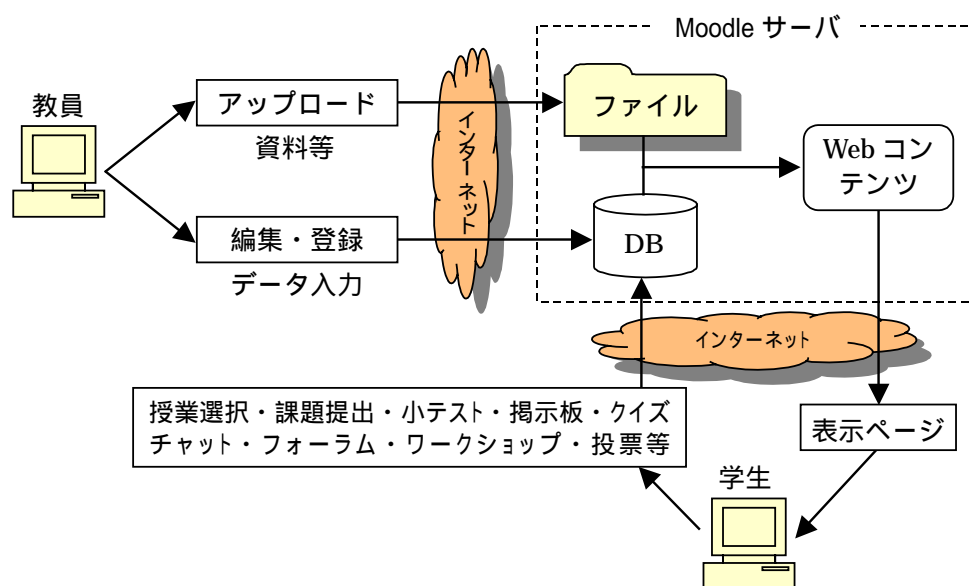 Moodle サーバ
教員
アップロード
資料等
インターネット
ファイル
Web コン
テンツ
編集・登録
データ入力
DB
インターネット
授業選択・課題提出・小テスト・掲示板・クイズ
チャット・フォーラム・ワークショップ・投票等
表示ページ
学生